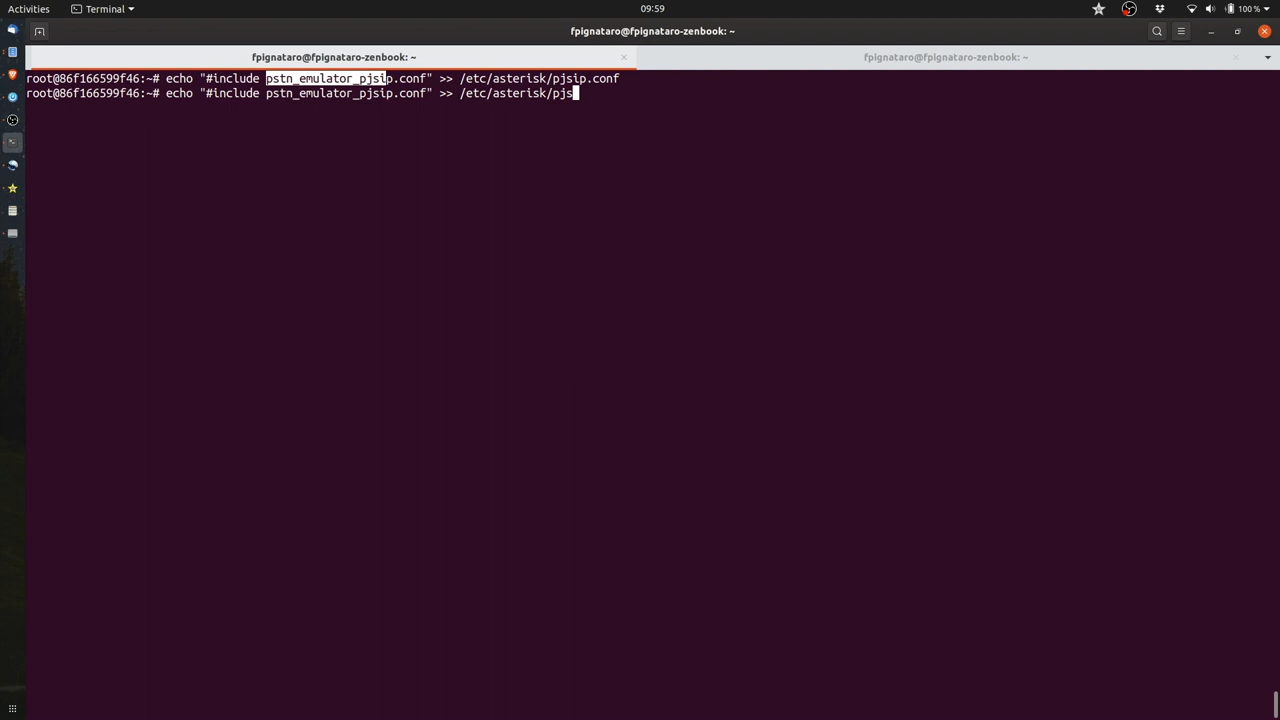 Activities
Terminal
09:59
100 %
fpignataro@fpignataro-zenbook: ~
fpignataro@fpignataro-zenbook: ~
fpignataro@fpignataro-zenbook: ~
root@86f166599f46:~# echo "#include pstn_emulator_pjsip.conf" >> /etc/asterisk/pjsip.conf
root@86f166599f46:~# echo "#include pstn_emulator_pjsip.conf" >> /etc/asterisk/pjs